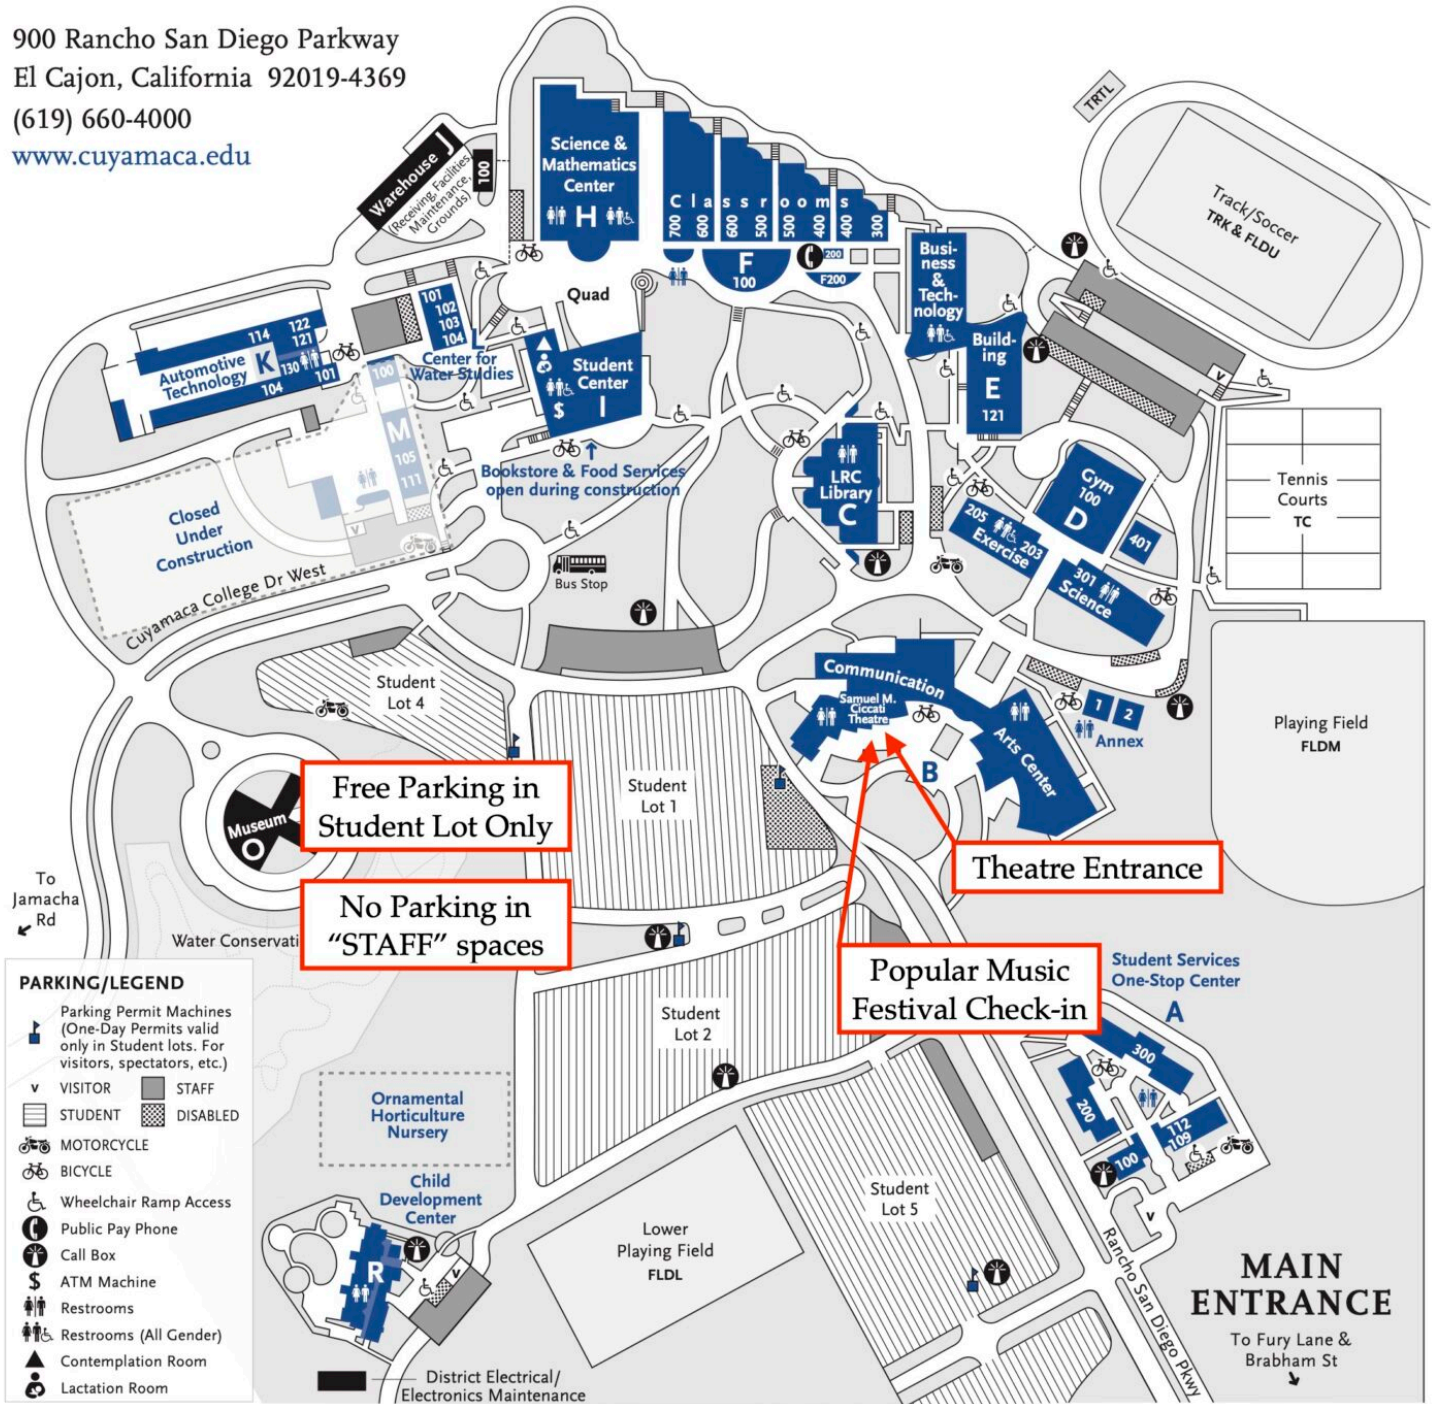 900 Rancho San Diego Parkway
El Cajon, California 92019-4369
(619) 660-4000
www.cuyamaca.edu
TRTL
Track/Soccer
TRK & FLDU
Warehouse J
(Receiving, Facilities,
Maintenance,
Grounds)
100
Science &
Mathematics
Center
H
Classrooms
700
600
600
500
500
400
400
300
F
100
200
F200
Busi-
ness
&
Tech-
nology
Build-
ing
E
121
Quad
101
102
103
104
L
Center for
Water Studies
114
122
121
Automotive
Technology
K
130
101
104
100
M
105
111
Student
Center
I
$
Bookstore & Food Services
open during construction
Closed
Under
Construction
V
Cuyamaca College Dr West
Bus Stop
LRC
Library
C
Gym
100
D
401
205
203
Exercise
301
Science
V
Tennis
Courts
TC
Student
Lot 4
Communication
Samuel M.
Ciccati
Theatre
Arts Center
B
1
2
Annex
Playing Field
FLDM
Student
Lot 1
Museum
O
Free Parking in
Student Lot Only
No Parking in
“STAFF” spaces
Theatre Entrance
Popular Music
Festival Check-in
To
Jamacha
Rd
Water Conservati
Student
Lot 2
Student Services
One-Stop Center
A
300
200
112
109
100
V
PARKING/LEGEND
Parking Permit Machines
(One-Day Permits valid
only in Student lots. For
visitors, spectators, etc.)
V VISITOR
STAFF
STUDENT
DISABLED
MOTORCYCLE
BICYCLE
Wheelchair Ramp Access
Public Pay Phone
Call Box
$ ATM Machine
Restrooms
Restrooms (All Gender)
Contemplation Room
Lactation Room
Ornamental
Horticulture
Nursery
Child
Development
Center
R
V
Lower
Playing Field
FLDL
Student
Lot 5
Rancho San Diego Pkwy
MAIN
ENTRANCE
To Fury Lane &
Brabham St
District Electrical/
Electronics Maintenance